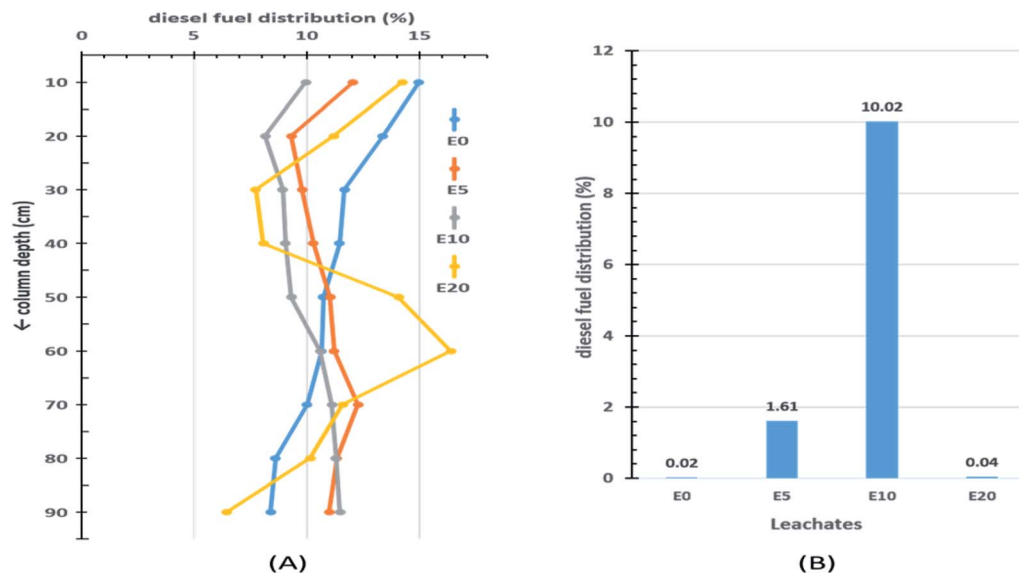 diesel fuel distribution (%)
0 5 10 15
10
20
30
40
50
60
70
80
90
← column depth (cm)
E0
E5
E10
E20
(A)
12
10
8
6
4
2
0
diesel fuel distribution (%)
0.02
1.61
10.02
0.04
E0 E5 E10 E20
Leachates
(B)